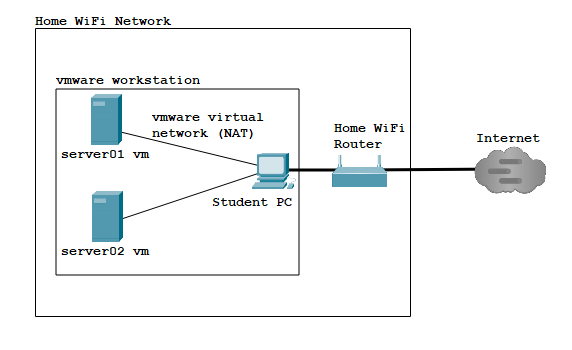 Home WiFi Network
vmware workstation
vmware virtual
network (NAT)
server01 vm
Home WiFi
Router
Internet
Student PC
server02 vm